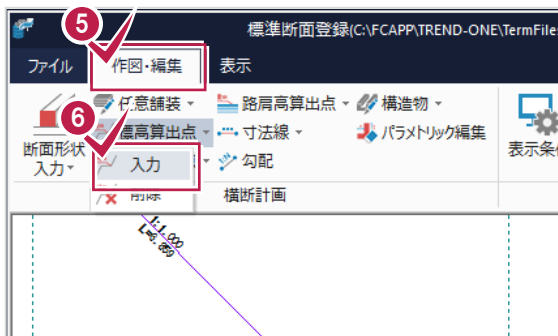 5
標準断面登録(C:\FCAPP\TREND-ONE\TermFile
ファイル 作図・編集 表示
任意舗装 路肩高算出点 構造物
6
標高算出点 寸法線 パラメトリック編集
断面形状
入力 表示条
入力 勾配
削除 横断計画
1:1.000